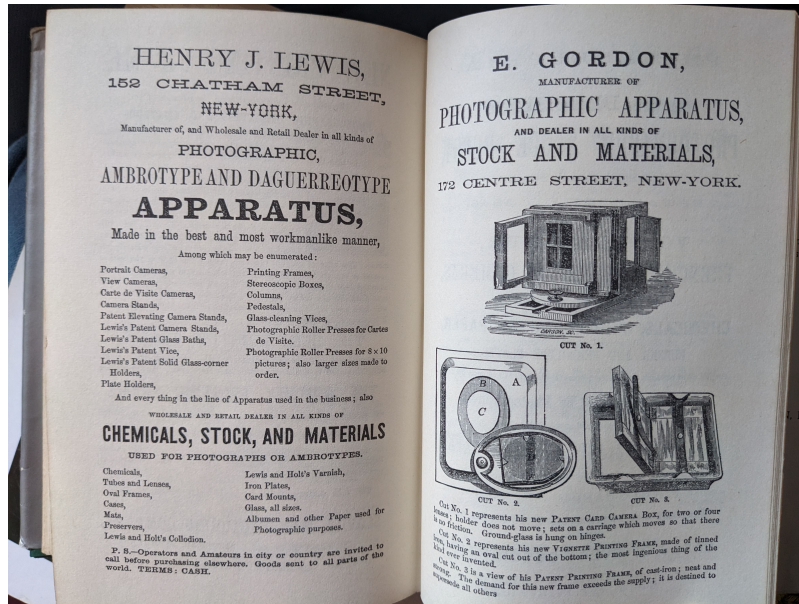 HENRY J. LEWIS,
152 CHATHAM STREET,
NEW-YORK,
Manufacturer of, and Wholesale and Retail Dealer in all kinds of
PHOTOGRAPHIC,
AMBROTYPE AND DAGUERREOTYPE
APPARATUS,
Made in the best and most workmanlike manner,
Among which may be enumerated:
Portrait Cameras,
View Cameras,
Carte de Visite Cameras,
Camera Stands,
Patent Elevating Camera Stands,
Lewis's Patent Camera Stands,
Lewis's Patent Glass Baths,
Lewis's Patent Vice,
Lewis's Patent Solid Glass-corner
Holders,
Plate Holders,
Printing Frames,
Stereoscopic Boxes,
Columns,
Pedestals,
Glass-cleaning Vices,
Photographic Roller Presses for Cartes
de Visite.
Photographic Roller Presses for 8 x 10
pictures; also larger sizes made to
order.
And every thing in the line of Apparatus used in the business; also
WHOLESALE AND RETAIL DEALER IN ALL KINDS OF
CHEMICALS, STOCK, AND MATERIALS
USED FOR PHOTOGRAPHS OR AMBROTYPES.
Chemicals,
Tubes and Lenses,
Oval Frames,
Cases,
Mats,
Preservers,
Lewis and Holt's Collodion.
Lewis and Holt's Varnish,
Iron Plates,
Card Mounts,
Glass, all sizes.
Albumen and other Paper used for
Photographic purposes.
P. S.—Operators and Amateurs in city or country are invited to
call before purchasing elsewhere. Goods sent to all parts of the
world. TERMS: CASH.
E. GORDON,
MANUFACTURER OF
PHOTOGRAPHIC APPARATUS,
AND DEALER IN ALL KINDS OF
STOCK AND MATERIALS,
172 CENTRE STREET, NEW-YORK.
CUT No. 1.
B
A
C
CUT No. 2.
CUT No. 3.
Cut No. 1 represents his new PATENT CARD CAMERA BOX, for two or four
lenses; holder does not move; sets on a carriage which moves so that there
is no friction. Ground-glass is hung on hinges.
Cut No. 2 represents his new VIGNETTE PRINTING FRAME, made of tinned
iron, having an oval cut out of the bottom; the most ingenious thing of the
kind ever invented.
Cut No. 3 is a view of his PATENT PRINTING FRAME, of cast-iron; neat and
strong. The demand for this new frame exceeds the supply; it is destined to
supersede all others